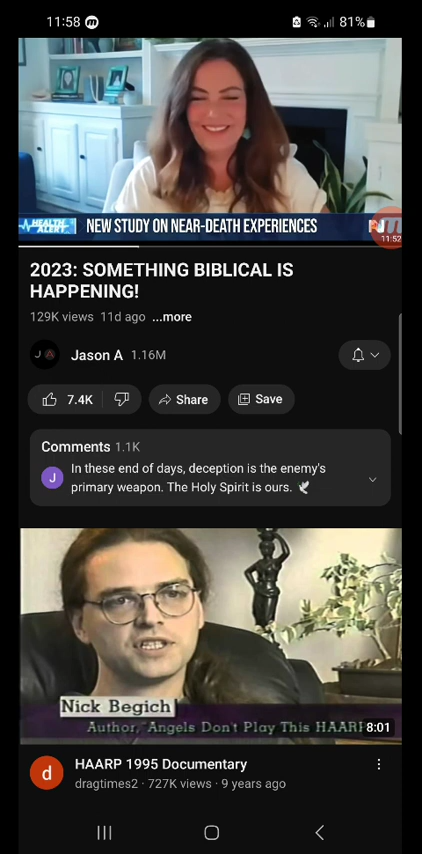 11:58
81%
HEALTH ALERT
NEW STUDY ON NEAR-DEATH EXPERIENCES
11:52
2023: SOMETHING BIBLICAL IS
HAPPENING!
129K views 11d ago ...more
J A Jason A 1.16M
7.4K Share Save
Comments 1.1K
J In these end of days, deception is the enemy's
primary weapon. The Holy Spirit is ours. 🕊️
Nick Begich
Author, "Angels Don't Play This HAARP
8:01
d HAARP 1995 Documentary
dragtimes2 · 727K views · 9 years ago